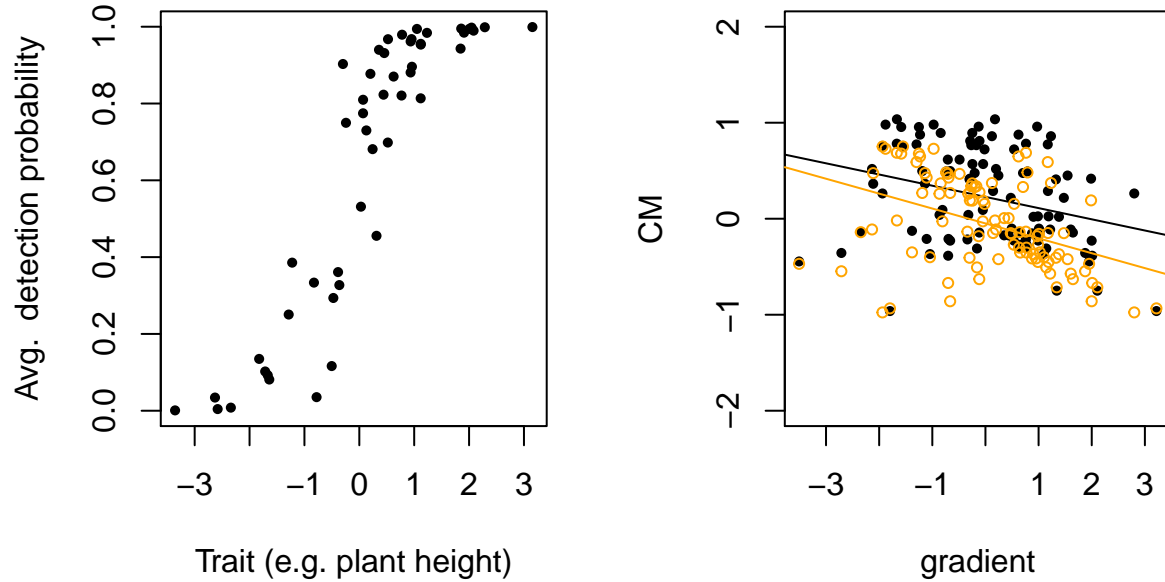 Avg. detection probability
1.0
0.8
0.6
0.4
0.2
0.0
−3 −1 0 1 2 3
Trait (e.g. plant height)
CM
2
1
0
−1
−2
−3 −1 1 2 3
gradient